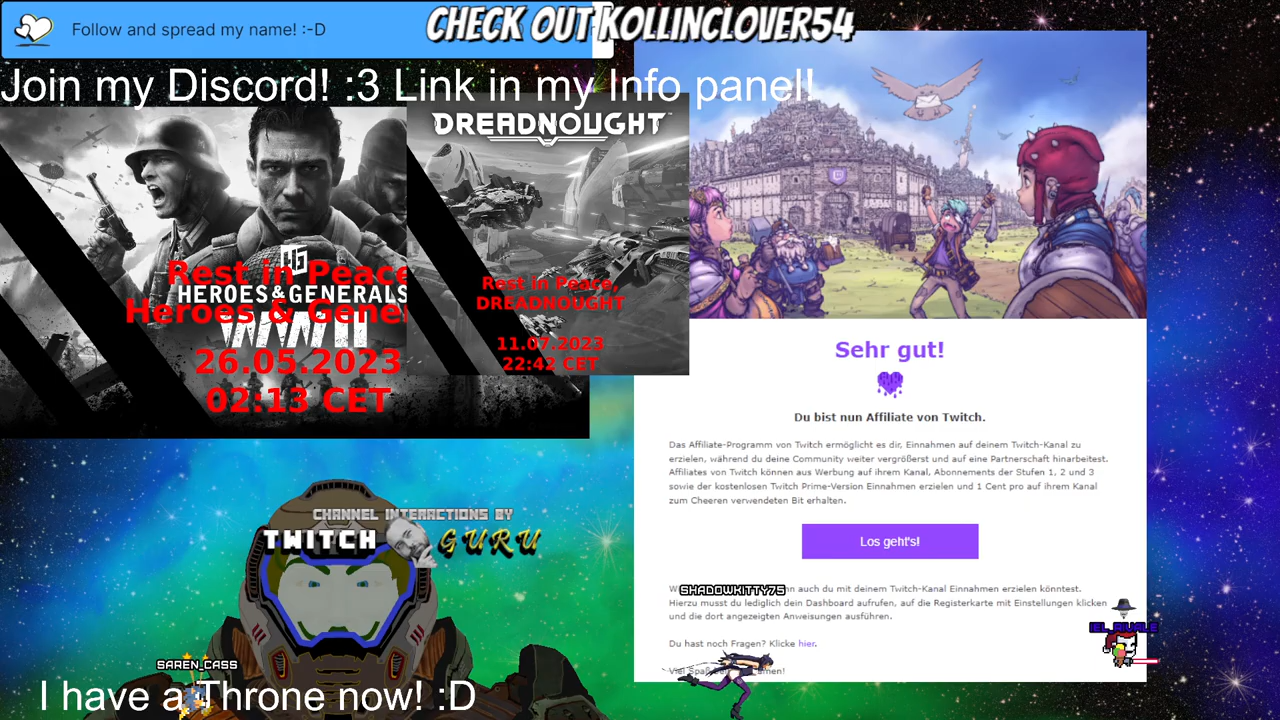 Follow and spread my name! :-D
CHECK OUT KOLLINCLOVER54
Join my Discord! :3 Link in my Info panel!
HEROES & GENERALS
WWII
Rest in Peace
Heroes & Gener
26.05.2023
02:13 CET
DREADNOUGHT
Rest in Peace,
DREADNOUGHT
11.07.2023
22:42 CET
Sehr gut!
Du bist nun Affiliate von Twitch.
Das Affiliate-Programm von Twitch ermöglicht es dir, Einnahmen auf deinem Twitch-Kanal zu
erzielen, während du deine Community weiter vergrößerst und auf eine Partnerschaft hinarbeitest.
Affiliates von Twitch können aus Werbung auf ihrem Kanal, Abonnements der Stufen 1, 2 und 3
sowie der kostenlosen Twitch Prime-Version Einnahmen erzielen und 1 Cent pro auf ihrem Kanal
zum Cheeren verwendeten Bit erhalten.
Los geht's!
SHADOWKITTY75
auch du mit deinem Twitch-Kanal Einnahmen erzielen könntest.
Hierzu musst du lediglich dein Dashboard aufrufen, auf die Registerkarte mit Einstellungen klicken
und die dort angezeigten Anweisungen ausführen.
Du hast noch Fragen? Klicke hier.
Viel Spaß
CHANNEL INTERACTIONS BY
TWITCH GURU
SAREN_CASS
I have a Throne now! :D